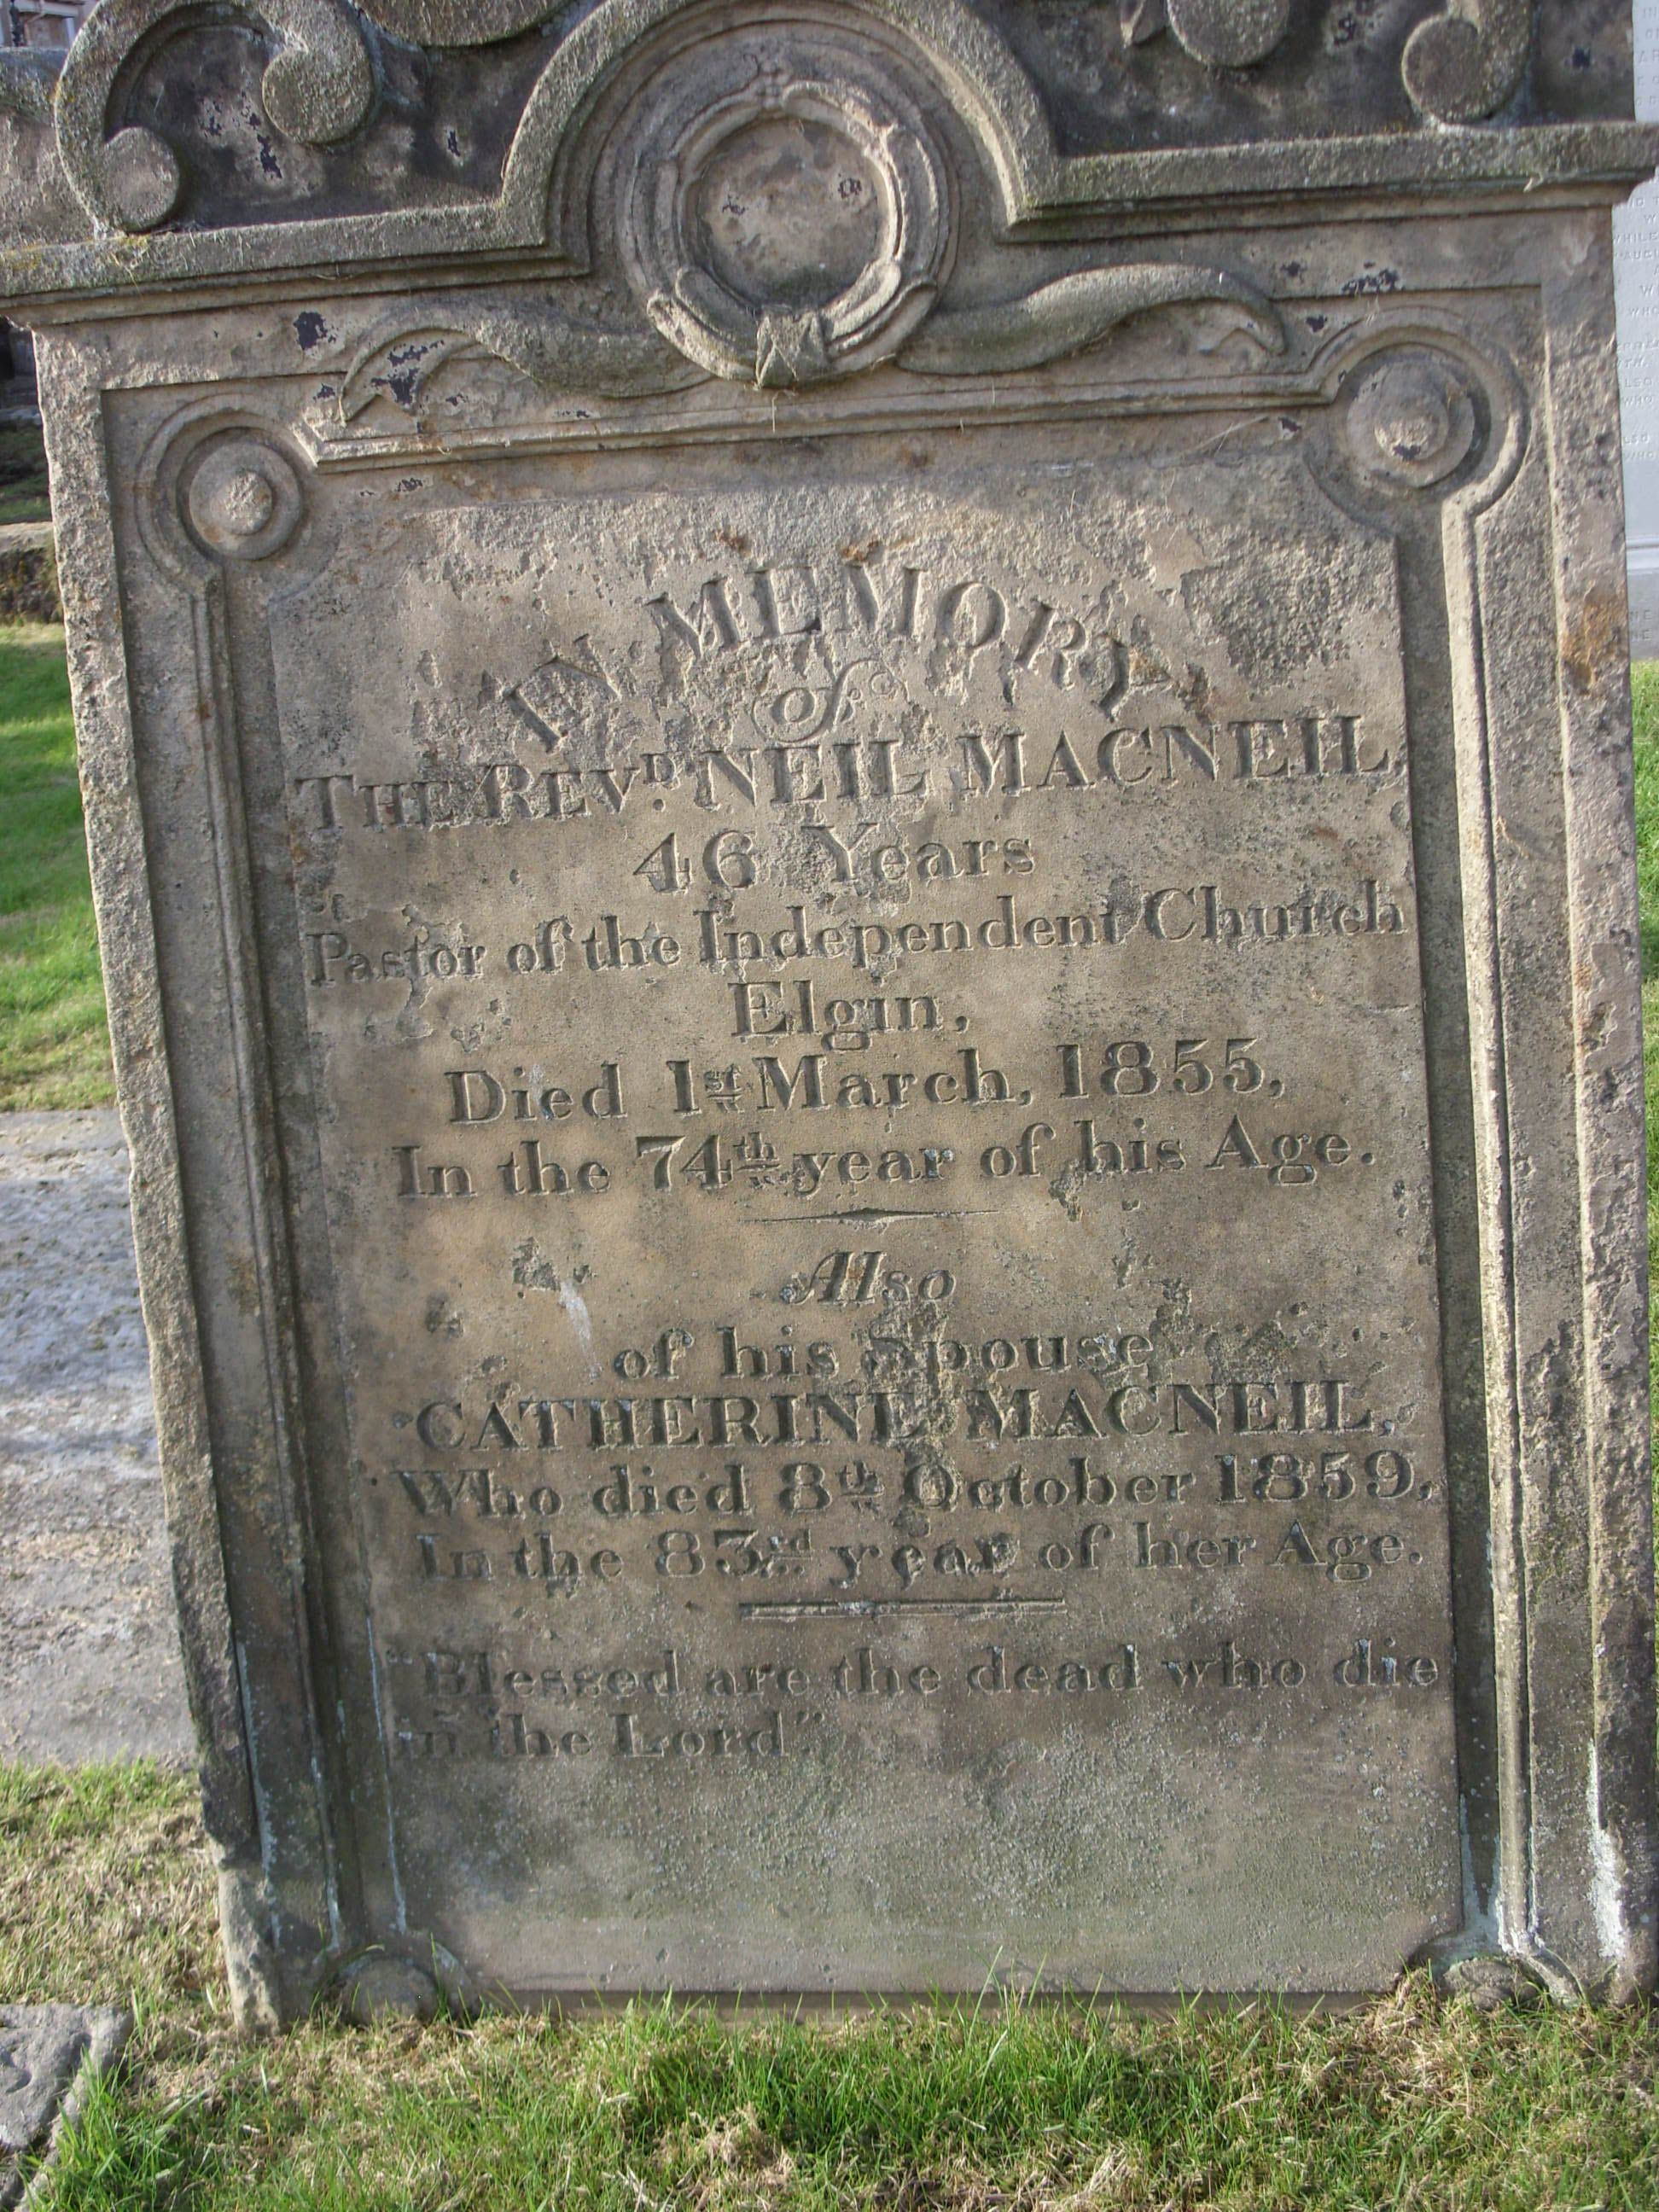 IN MEMORY
of
THE REVD. NEIL MACNEIL,
46 Years
Pastor of the Independent Church
Elgin,
Died 1st March, 1855,
In the 74th year of his Age.
Also
of his Spouse
CATHERINE MACNEIL,
Who died 8th October 1859,
In the 83rd year of her Age.
"Blessed are the dead who die
in the Lord"